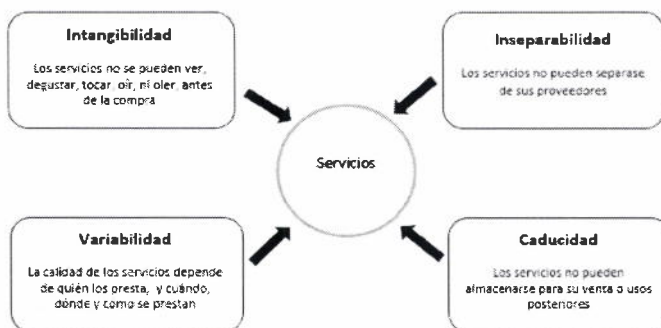 Intangibilidad
Los servicios no se pueden ver,
degustar, tocar, oír, ni oler, antes
de la compra
Inseparabilidad
Los servicios no pueden separase
de sus proveedores
Servicios
Variabilidad
La calidad de los servicios depende
de quién los presta, y cuándo,
dónde y como se prestan
Caducidad
Los servicios no pueden
almacenarse para su venta o usos
posteriores